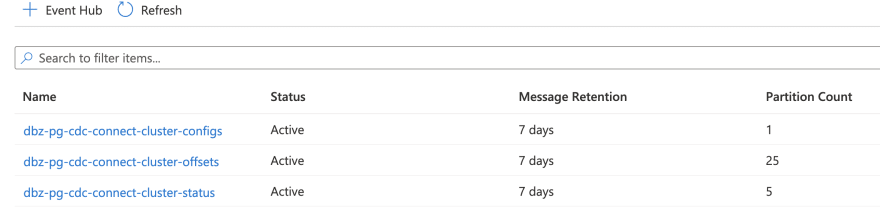 + Event Hub Refresh
Search to filter items...
Name Status Message Retention Partition Count
dbz-pg-cdc-connect-cluster-configs Active 7 days 1
dbz-pg-cdc-connect-cluster-offsets Active 7 days 25
dbz-pg-cdc-connect-cluster-status Active 7 days 5